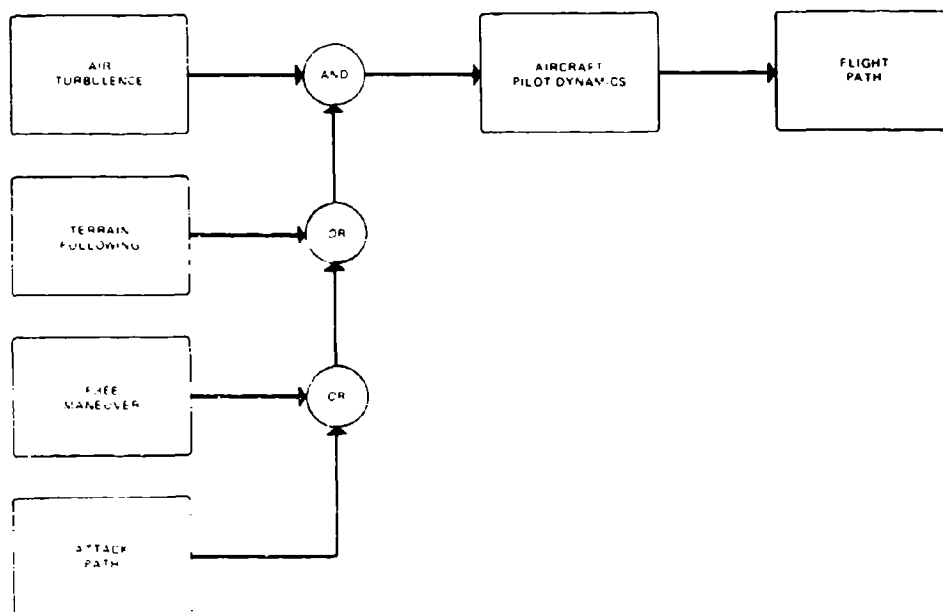 AIR
TURBULENCE
AND
AIRCRAFT
PILOT DYNAMICS
FLIGHT
PATH
TERRAIN
FOLLOWING
OR
FREE
MANEUVER
OR
ATTACK
PATH